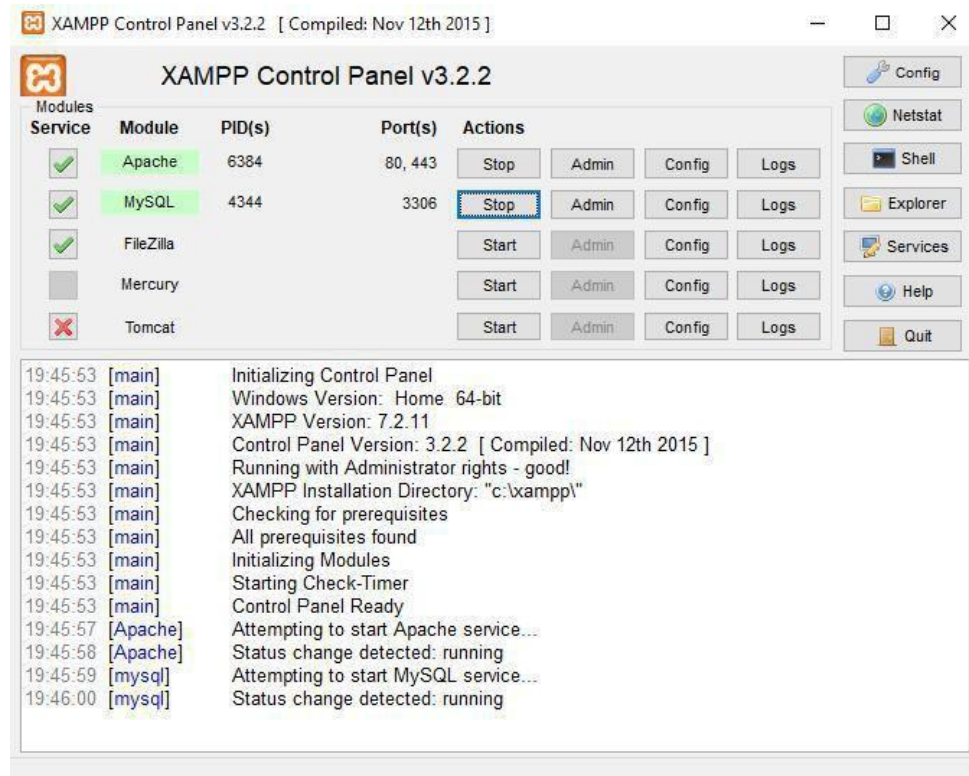 XAMPP Control Panel v3.2.2 [ Compiled: Nov 12th 2015 ]
XAMPP Control Panel v3.2.2
Config
Modules
Service Module PID(s) Port(s) Actions
Netstat
Apache 6384 80, 443 Stop Admin Config Logs
Shell
MySQL 4344 3306 Stop Admin Config Logs
Explorer
FileZilla Start Admin Config Logs
Services
Mercury Start Admin Config Logs
Help
Tomcat Start Admin Config Logs
Quit
19:45:53 [main] Initializing Control Panel
19:45:53 [main] Windows Version: Home 64-bit
19:45:53 [main] XAMPP Version: 7.2.11
19:45:53 [main] Control Panel Version: 3.2.2 [ Compiled: Nov 12th 2015 ]
19:45:53 [main] Running with Administrator rights - good!
19:45:53 [main] XAMPP Installation Directory: "c:\xampp\"
19:45:53 [main] Checking for prerequisites
19:45:53 [main] All prerequisites found
19:45:53 [main] Initializing Modules
19:45:53 [main] Starting Check-Timer
19:45:53 [main] Control Panel Ready
19:45:57 [Apache] Attempting to start Apache service...
19:45:58 [Apache] Status change detected: running
19:45:59 [mysql] Attempting to start MySQL service...
19:46:00 [mysql] Status change detected: running